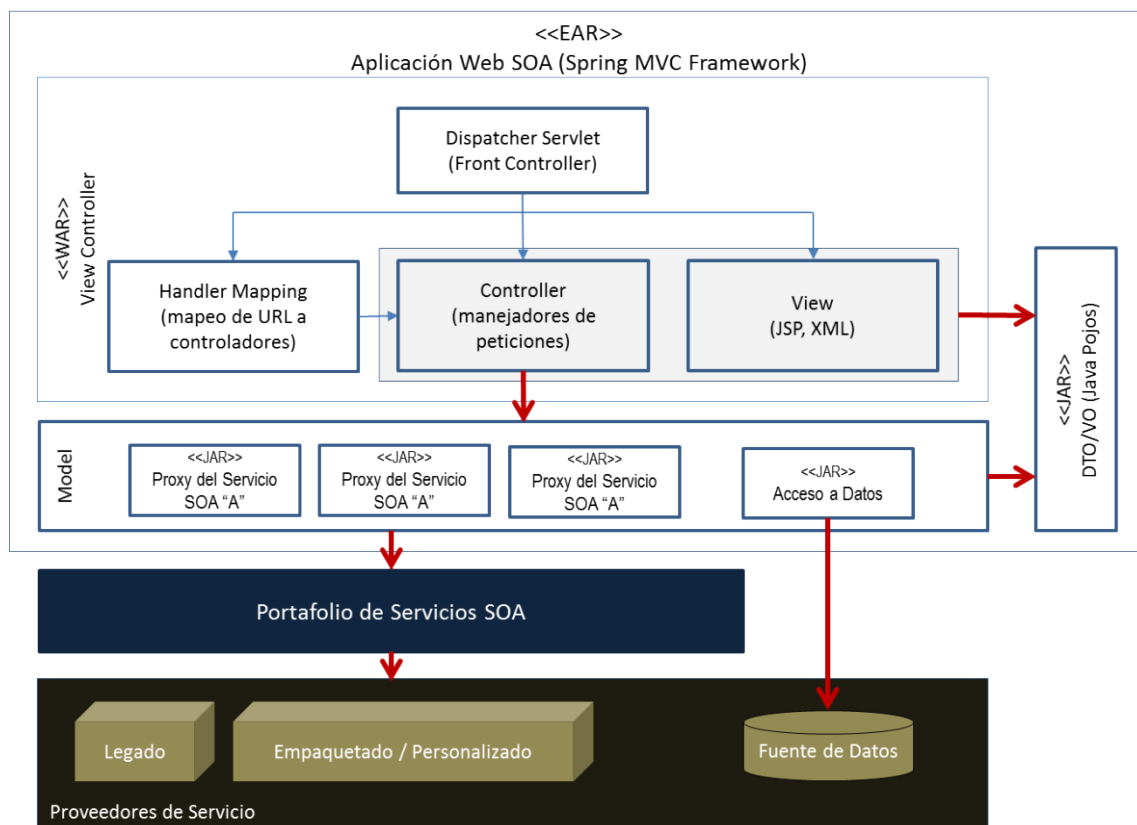 <<EAR>>
Aplicación Web SOA (Spring MVC Framework)
Dispatcher Servlet
(Front Controller)
<<WAR>>
View Controller
Handler Mapping
(mapeo de URL a
controladores)
Controller
(manejadores de
peticiones)
View
(JSP, XML)
<<JAR>>
DTO/VO (Java Pojos)
Model
<<JAR>>
Proxy del Servicio
SOA “A”
<<JAR>>
Proxy del Servicio
SOA “A”
<<JAR>>
Proxy del Servicio
SOA “A”
<<JAR>>
Acceso a Datos
Portafolio de Servicios SOA
Legado
Empaquetado / Personalizado
Fuente de Datos
Proveedores de Servicio